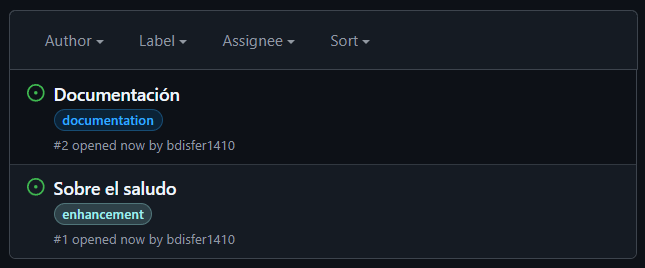 Author Label Assignee Sort
Documentación
documentation
#2 opened now by bdisfer1410
Sobre el saludo
enhancement
#1 opened now by bdisfer1410